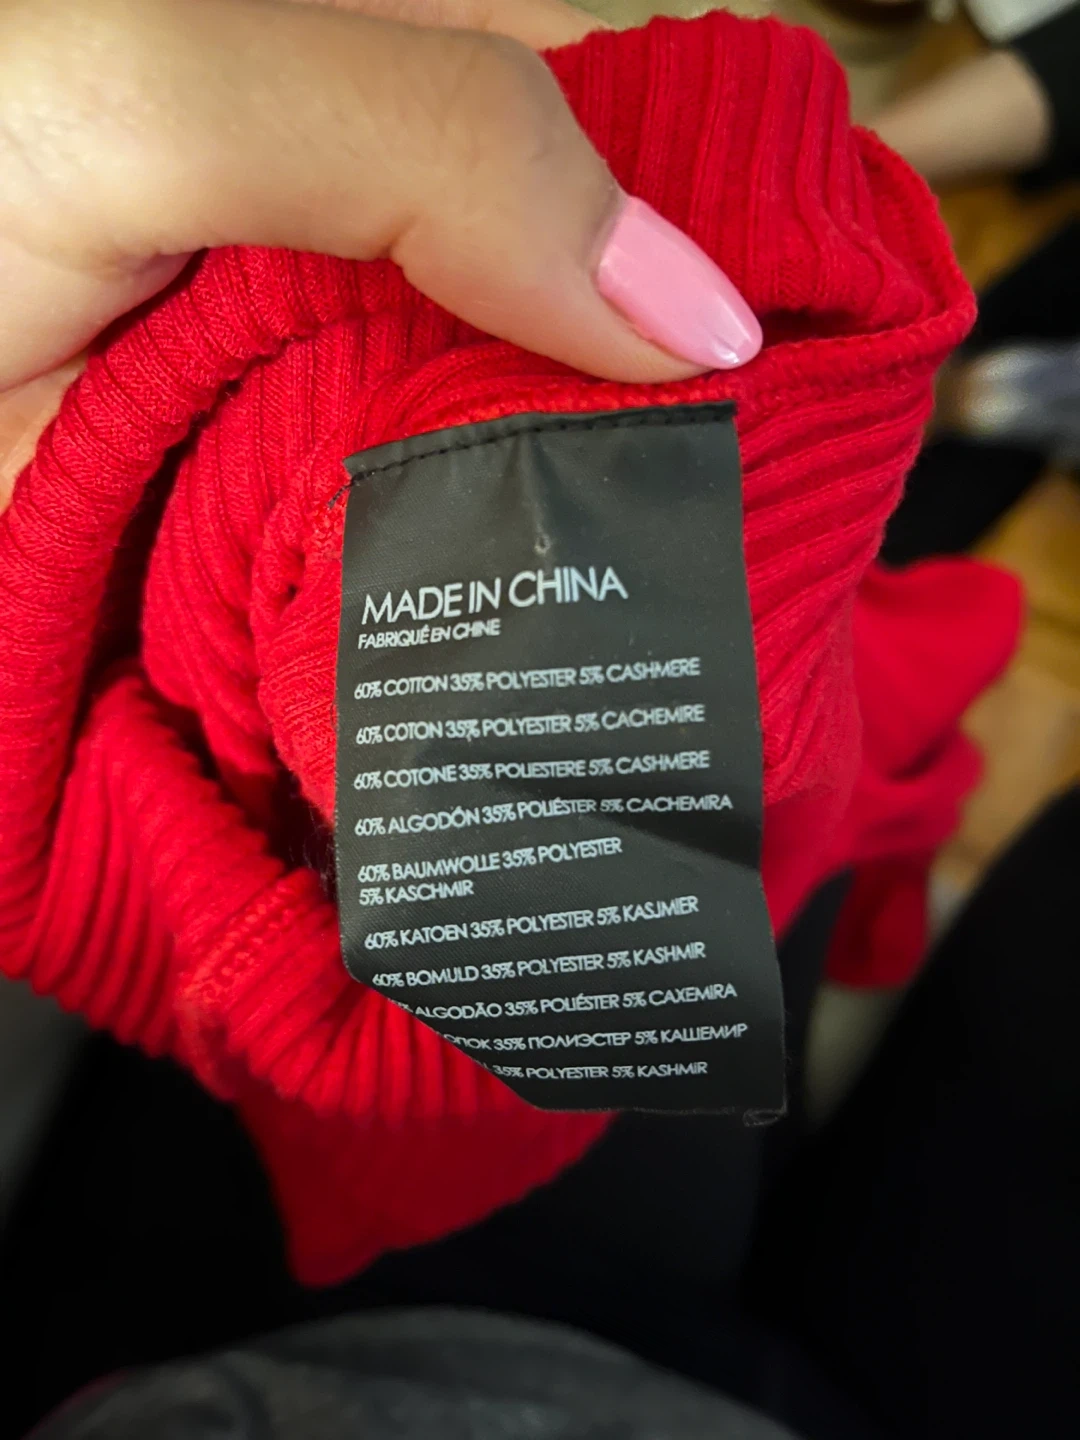 MADE IN CHINA
FABRIQUÉ EN CHINE
60% COTTON 35% POLYESTER 5% CASHMERE
60% COTON 35% POLYESTER 5% CACHEMIRE
60% COTONE 35% POLIESTERE 5% CASHMERE
60% ALGODÓN 35% POLIÉSTER 5% CACHEMIRA
60% BAUMWOLLE 35% POLYESTER
5% KASCHMIR
60% KATOEN 35% POLYESTER 5% KASJMIER
60% BOMULD 35% POLYESTER 5% KASHMIR
ALGODÃO 35% POLIÉSTER 5% CAXEMIRA
35% ПОЛИЭСТЕР 5% КАШЕМИР
35% POLYESTER 5% KASHMIR